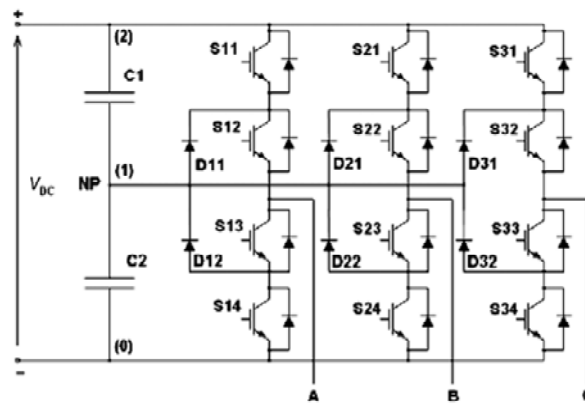 +
(2)
S11
S21
S31
C1
S12
S22
S32
D11
D21
D31
V_DC
NP
(1)
S13
S23
S33
D12
D22
D32
C2
S14
S24
S34
(0)
−
A
B